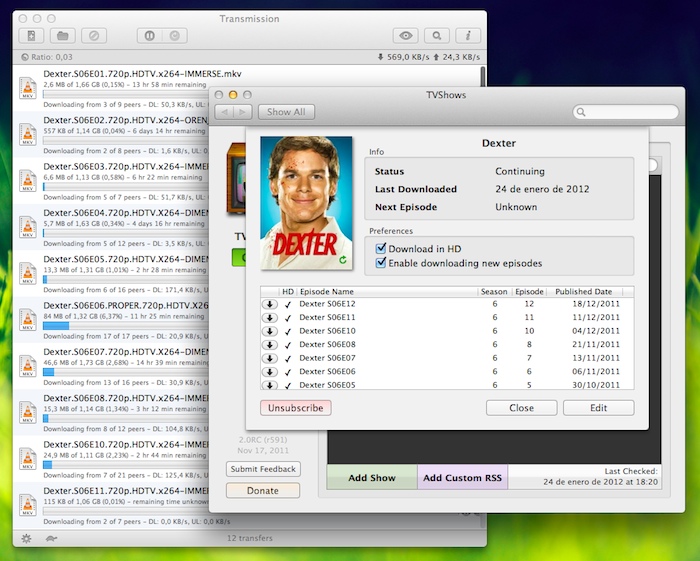 Transmission
Ratio: 0,03
569,0 KB/s
24,3 KB/s
Dexter.S06E01.720p.HDTV.x264-IMMERSE.mkv
2,6 MB of 1,66 GB (0,15%) - 13 hr 58 min remaining
Downloading from 3 of 9 peers - DL: 50,3 KB/s, UL:
Dexter.S06E02.720p.HDTV.x264-OREN
557 KB of 1,14 GB (0,04%) - 6 days 14 hr remaining
Downloading from 2 of 8 peers - DL: 1,6 KB/s, UL: 0
Dexter.S06E03.720p.HDTV.x264-IMMER
6,6 MB of 1,13 GB (0,58%) - 6 hr 22 min remaining
Downloading from 5 of 7 peers - DL: 51,7 KB/s, UL:
Dexter.S06E04.720p.HDTV.x264-DIMEN
5,7 MB of 1,63 GB (0,34%) - 4 days 16 hr remaining
Downloading from 5 of 12 peers - DL: 3,5 KB/s, UL:
Dexter.S06E05.720p.HDTV.x264-DIMEN
13,3 MB of 1,31 GB (1,01%) - 2 hr 28 min remaining
Downloading from 5 of 16 peers - DL: 171,4 KB/s,
Dexter.S06E06.PROPER.720p.HDTV.X26
84 MB of 1,32 GB (6,37%) - 11 hr 25 min remaining
Downloading from 17 of 17 peers - DL: 20,9 KB/s,
Dexter.S06E07.720p.HDTV.x264-DIMEN
46,6 MB of 1,73 GB (2,68%) - 14 hr 39 min remaining
Downloading from 13 of 16 peers - DL: 30,9 KB/s,
Dexter.S06E08.720p.HDTV.x264-IMMER
15,3 MB of 1,14 GB (1,34%) - 3 hr 12 min remaining
Downloading from 8 of 12 peers - DL: 104,8 KB/s,
Dexter.S06E10.720p.HDTV.x264-IMMER
24,9 MB of 1,11 GB (2,23%) - 2 hr 44 min remaining
Downloading from 7 of 21 peers - DL: 125,4 KB/s,
Dexter.S06E11.720p.HDTV.x264-IMMER
115 KB of 1,06 GB (0,01%) - remaining time unknown
Downloading from 2 of 7 peers - DL: 0,0 KB/s, UL: 0,0 KB/s
12 transfers
TVShows
Show All
Dexter
DEXTER
Info
Status Continuing
Last Downloaded 24 de enero de 2012
Next Episode Unknown
Preferences
Download in HD
Enable downloading new episodes
HD Episode Name Season Episode Published Date
Dexter S06E12 6 12 18/12/2011
Dexter S06E11 6 11 11/12/2011
Dexter S06E10 6 10 04/12/2011
Dexter S06E08 6 8 21/11/2011
Dexter S06E07 6 7 13/11/2011
Dexter S06E06 6 6 06/11/2011
Dexter S06E05 6 5 30/10/2011
Unsubscribe
Close
Edit
2.0RC (r591)
Nov 17, 2011
Submit Feedback
Donate
Add Show
Add Custom RSS
Last Checked:
24 de enero de 2012 at 18:20